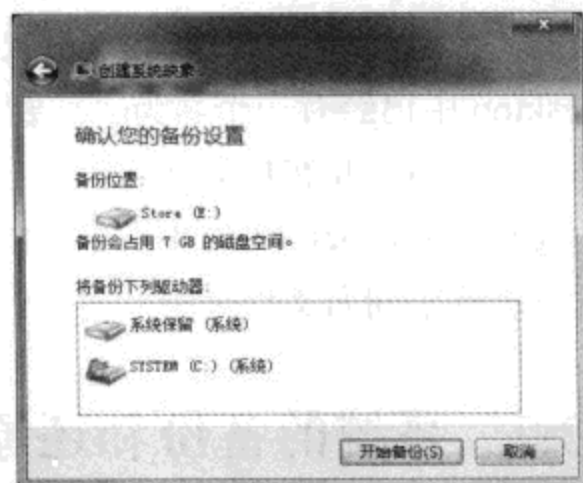 创建系统映象
确认您的备份设置
备份位置:
Store (E:)
备份会占用 7 GB 的磁盘空间。
将备份下列驱动器:
系统保留 (系统)
SYSTEM (C:) (系统)
开始备份(S)
取消